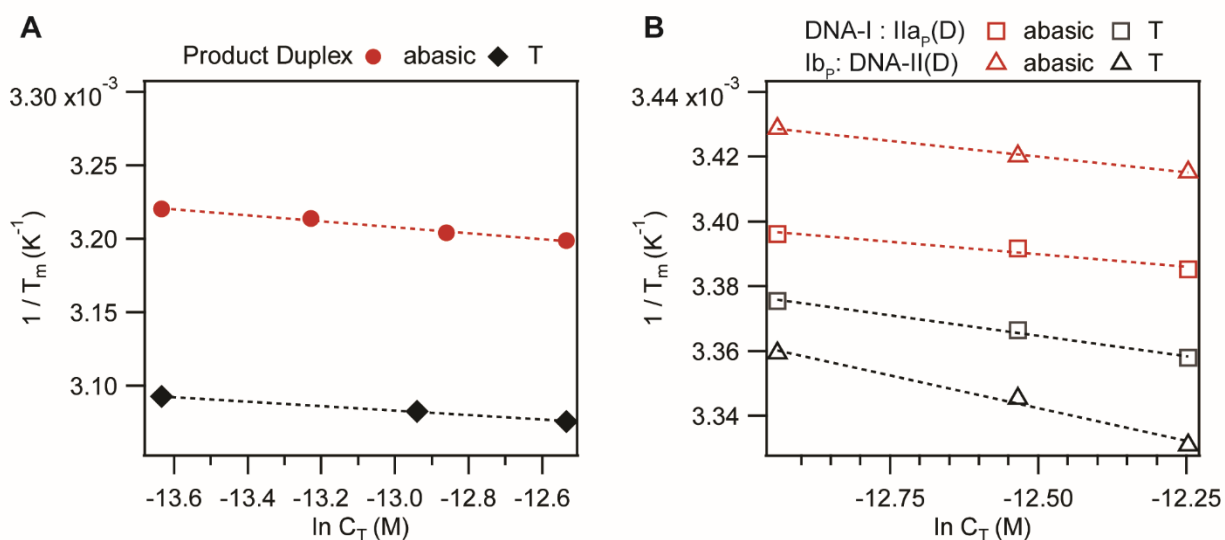 A
Product Duplex abasic T
3.30 x10⁻³
3.25
3.20
3.15
3.10
1 / Tₘ (K⁻¹)
-13.6 -13.4 -13.2 -13.0 -12.8 -12.6
ln C_T (M)
B
DNA-I : IIa_P(D) abasic T
Ib_P: DNA-II(D) abasic T
3.44 x10⁻³
3.42
3.40
3.38
3.36
3.34
1 / Tₘ (K⁻¹)
-12.75 -12.50 -12.25
ln C_T (M)